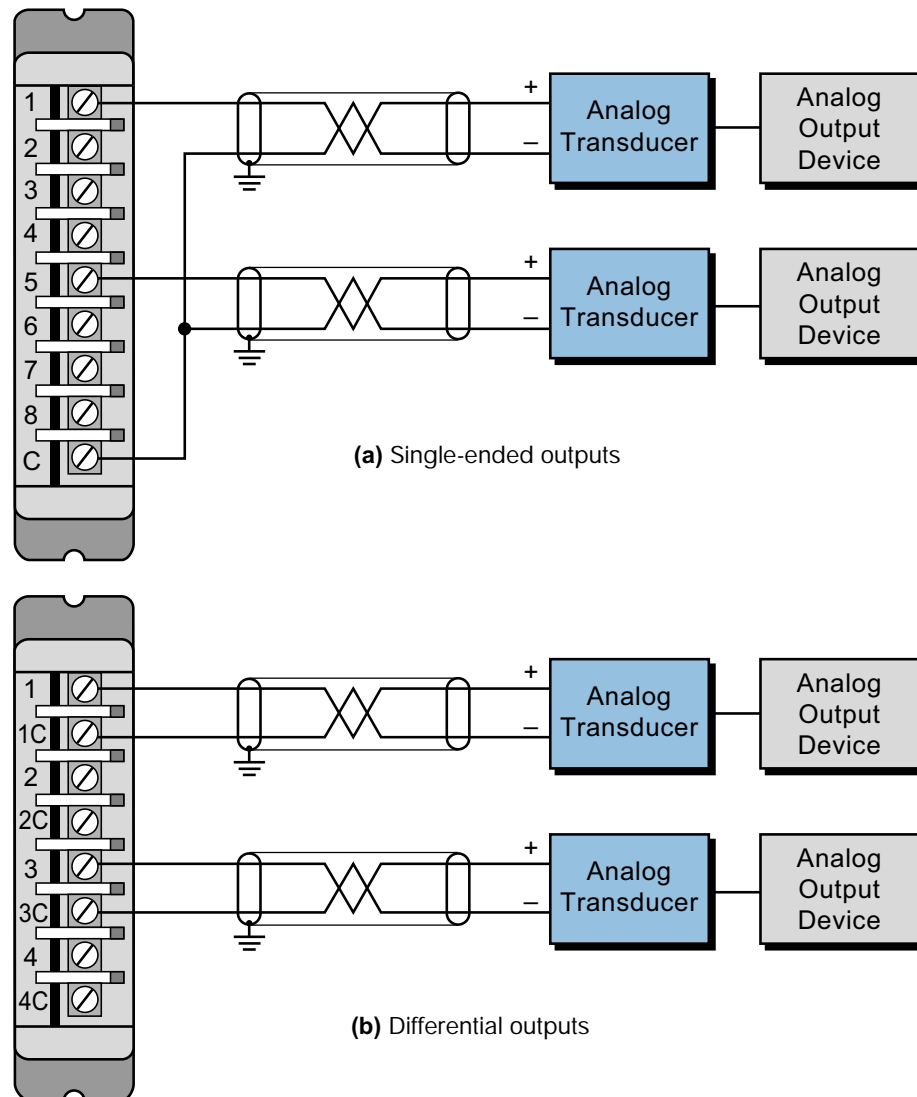 1
2
3
4
5
6
7
8
C
+
–
Analog
Transducer
Analog
Output
Device
+
–
Analog
Transducer
Analog
Output
Device
(a) Single-ended outputs
1
1C
2
2C
3
3C
4
4C
+
–
Analog
Transducer
Analog
Output
Device
+
–
Analog
Transducer
Analog
Output
Device
(b) Differential outputs